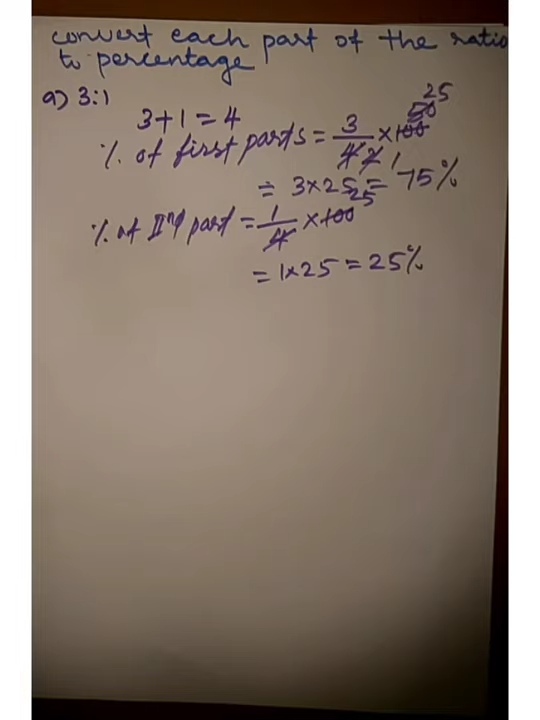 convert each part of the ratio
to percentage
a) 3:1
3+1 = 4
% of first parts = 3/4 × 100
= 3×25 = 75%
% of IInd part = 1/4 × 100
= 1×25 = 25%